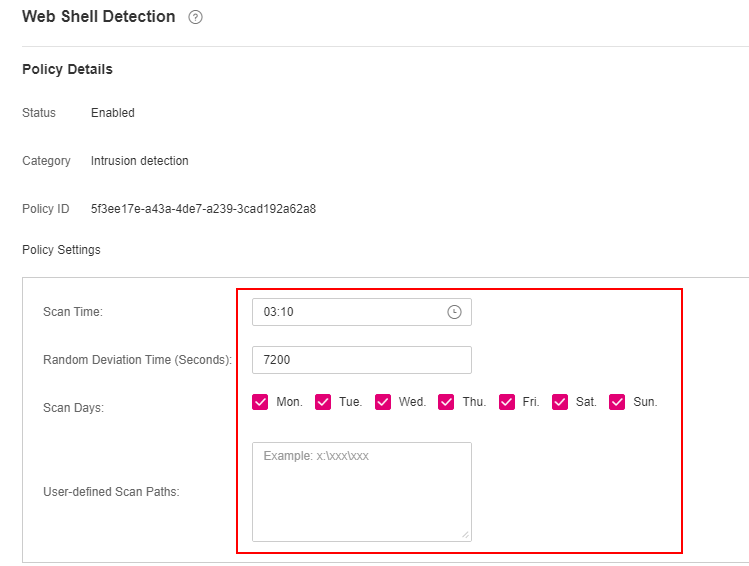 Web Shell Detection ?
Policy Details
Status Enabled
Category Intrusion detection
Policy ID 5f3ee17e-a43a-4de7-a239-3cad192a62a8
Policy Settings
Scan Time: 03:10
Random Deviation Time (Seconds): 7200
Scan Days: Mon. Tue. Wed. Thu. Fri. Sat. Sun.
User-defined Scan Paths: Example: x:\xxx\xxx